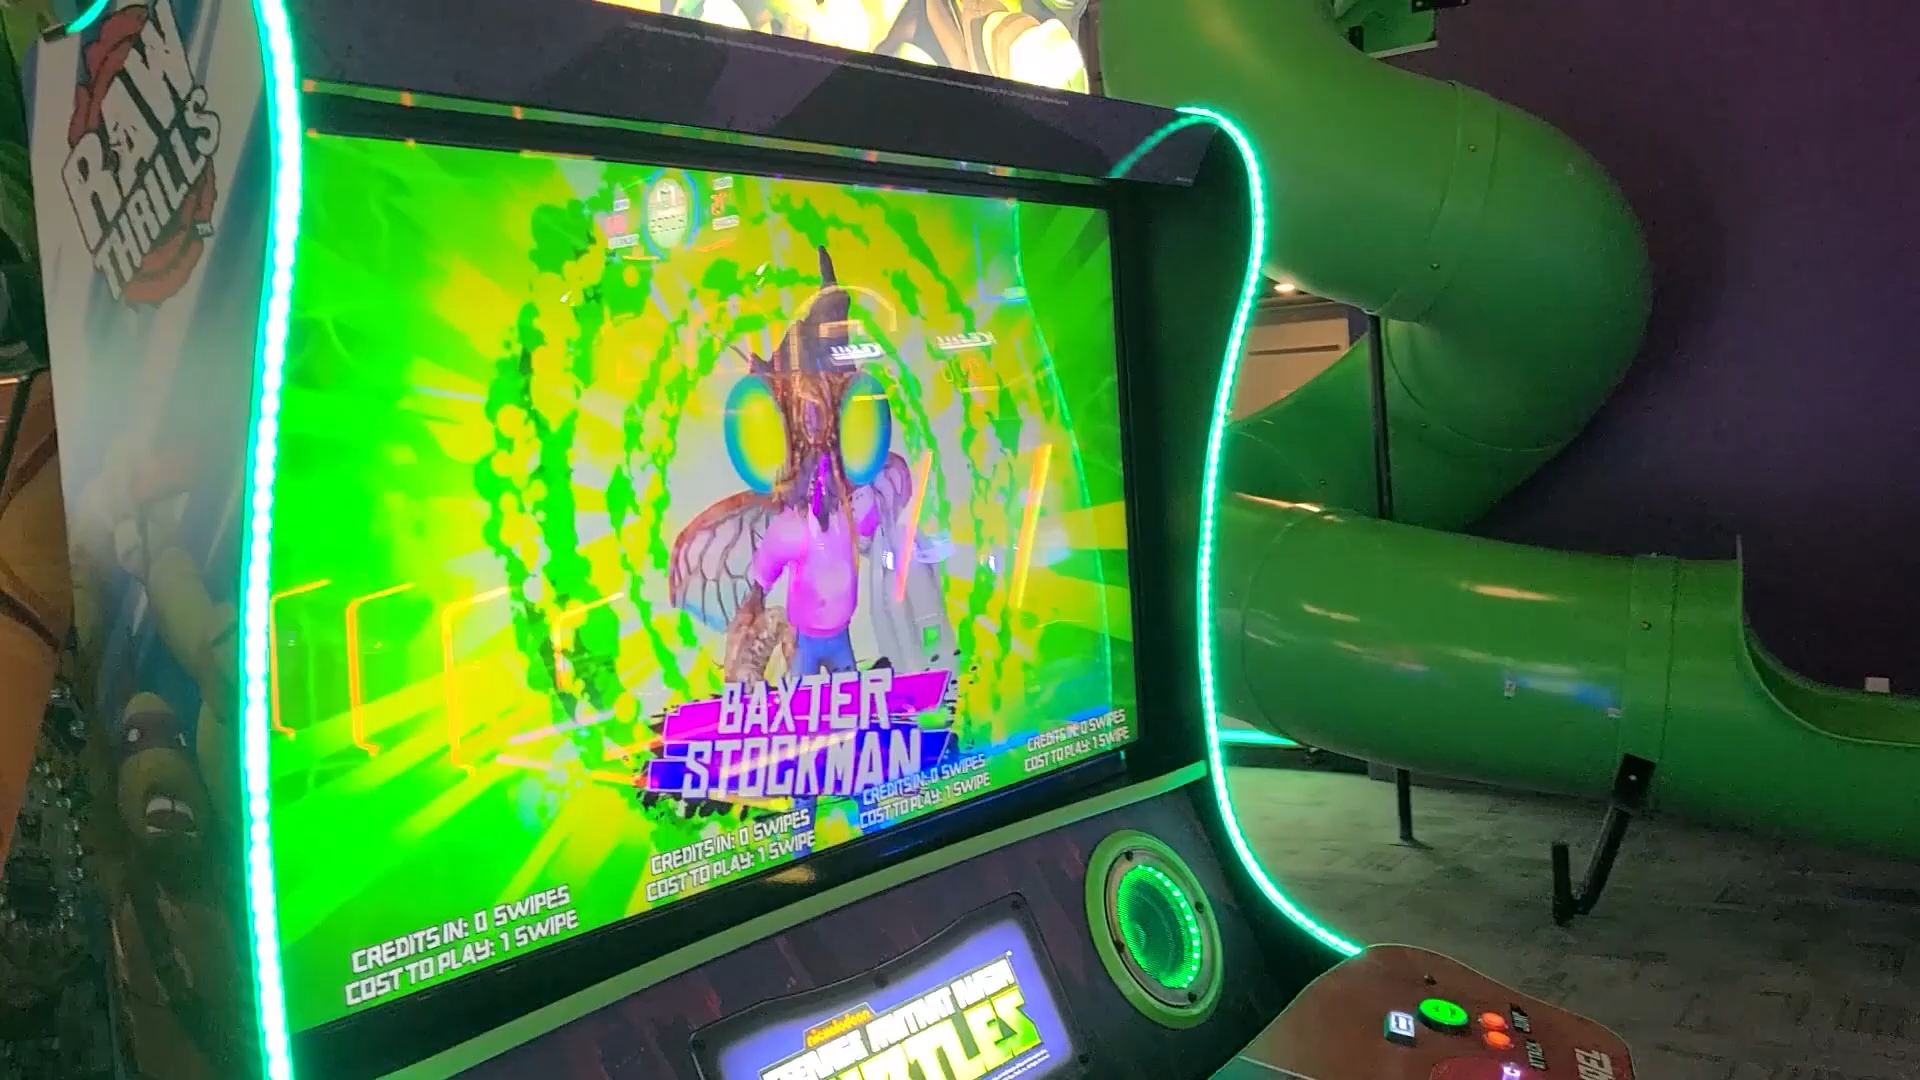 RAW
THRILLS
TM
BAXTER
STOCKMAN
CREDITS IN: 0 SWIPES
COST TO PLAY: 1 SWIPE
CREDITS IN: 0 SWIPES
COST TO PLAY: 1 SWIPE
CREDITS IN: 0 SWIPES
COST TO PLAY: 1 SWIPE
CREDITS IN: 0 SWIPES
COST TO PLAY: 1 SWIPE
nickelodeon
TEENAGE MUTANT NINJA
TURTLES
ATTACK